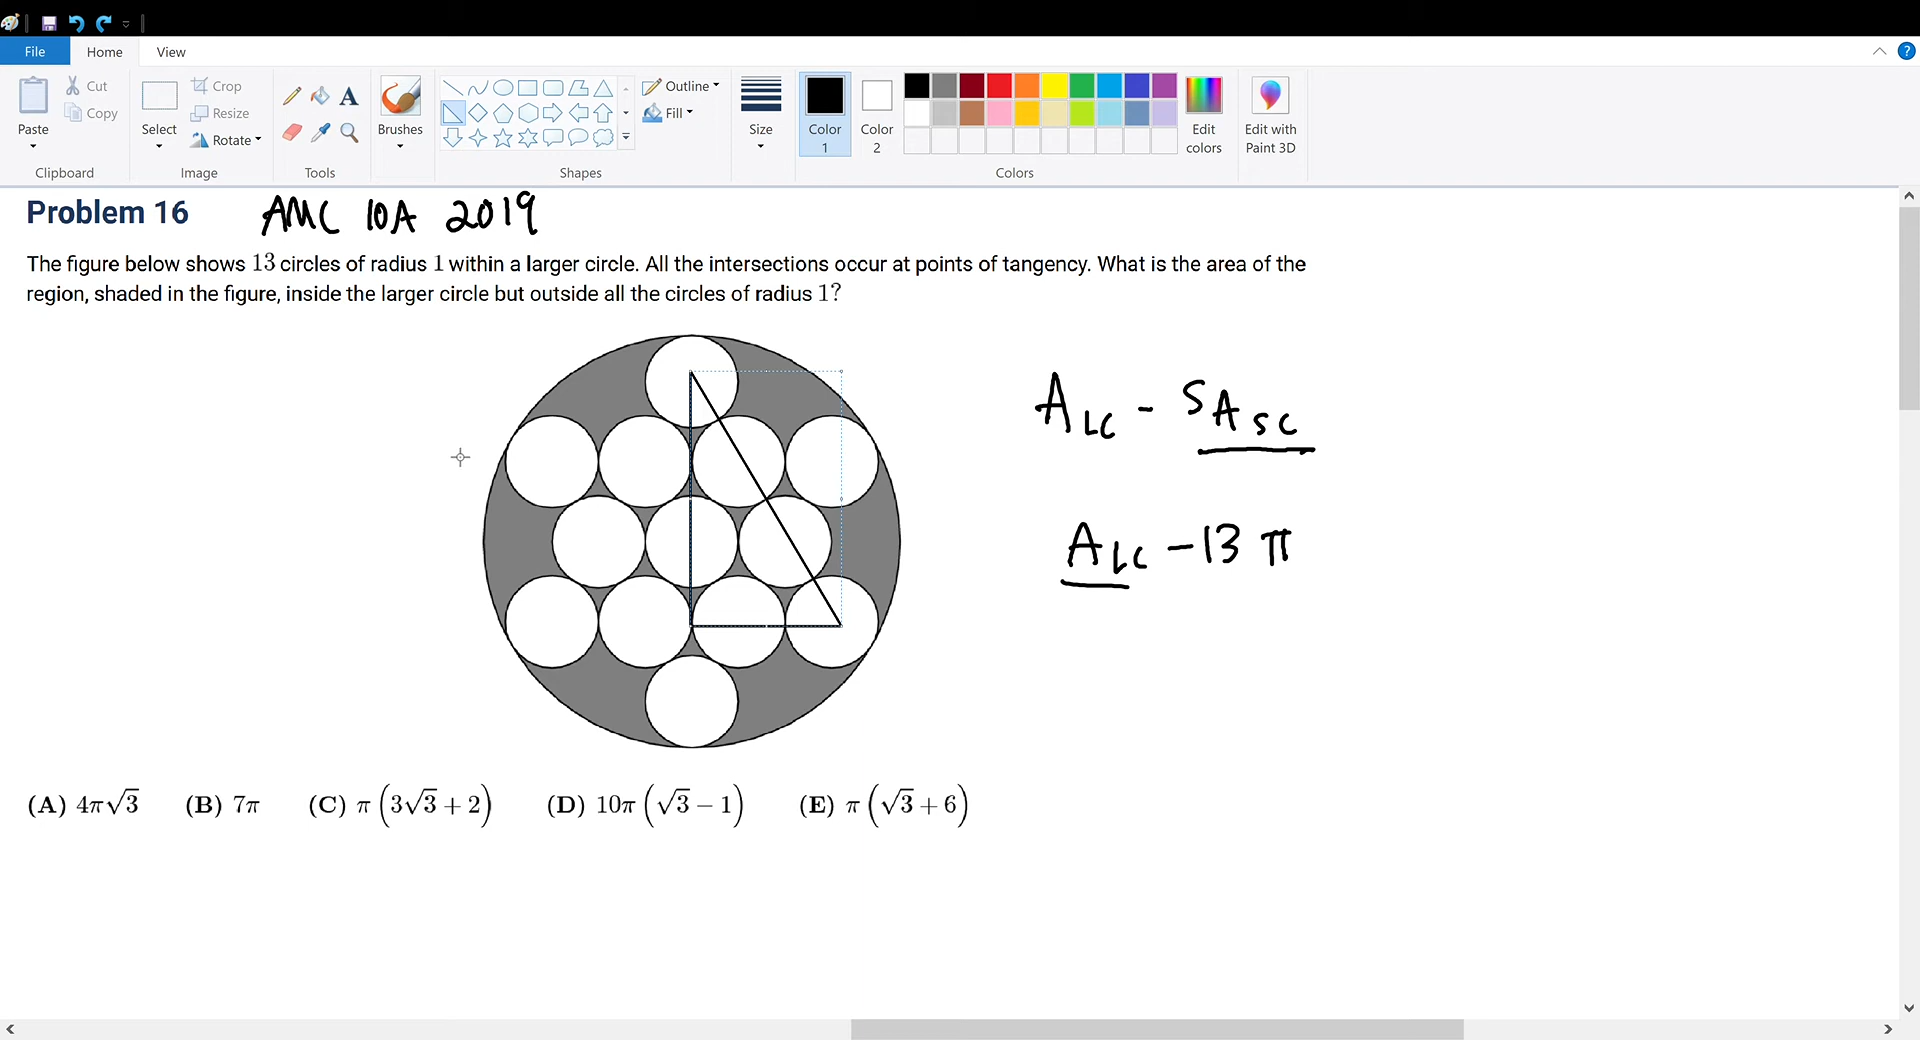 File Home View
Paste Cut Copy Clipboard
Select Crop Resize Rotate Image
A Tools
Brushes
Shapes
Outline Fill
Size
Color 1 Color 2 Edit colors Colors
Edit with Paint 3D
?
Problem 16 AMC 10A 2019
The figure below shows 13 circles of radius 1 within a larger circle. All the intersections occur at points of tangency. What is the area of the
region, shaded in the figure, inside the larger circle but outside all the circles of radius 1?
A_LC - S A_SC
A_LC - 13 π
(A) 4π√3 (B) 7π (C) π(3√3 + 2) (D) 10π(√3 − 1) (E) π(√3 + 6)